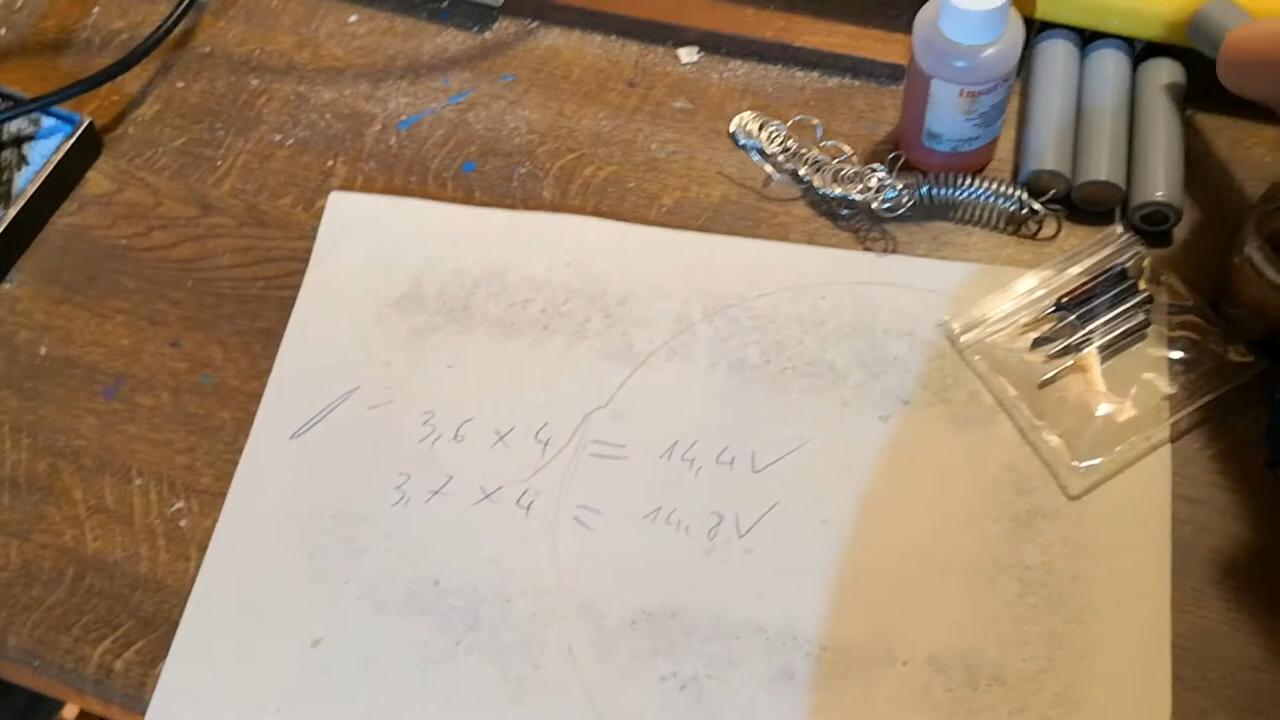 3,6 x 4 = 14,4V
3,7 x 4 = 14,8V